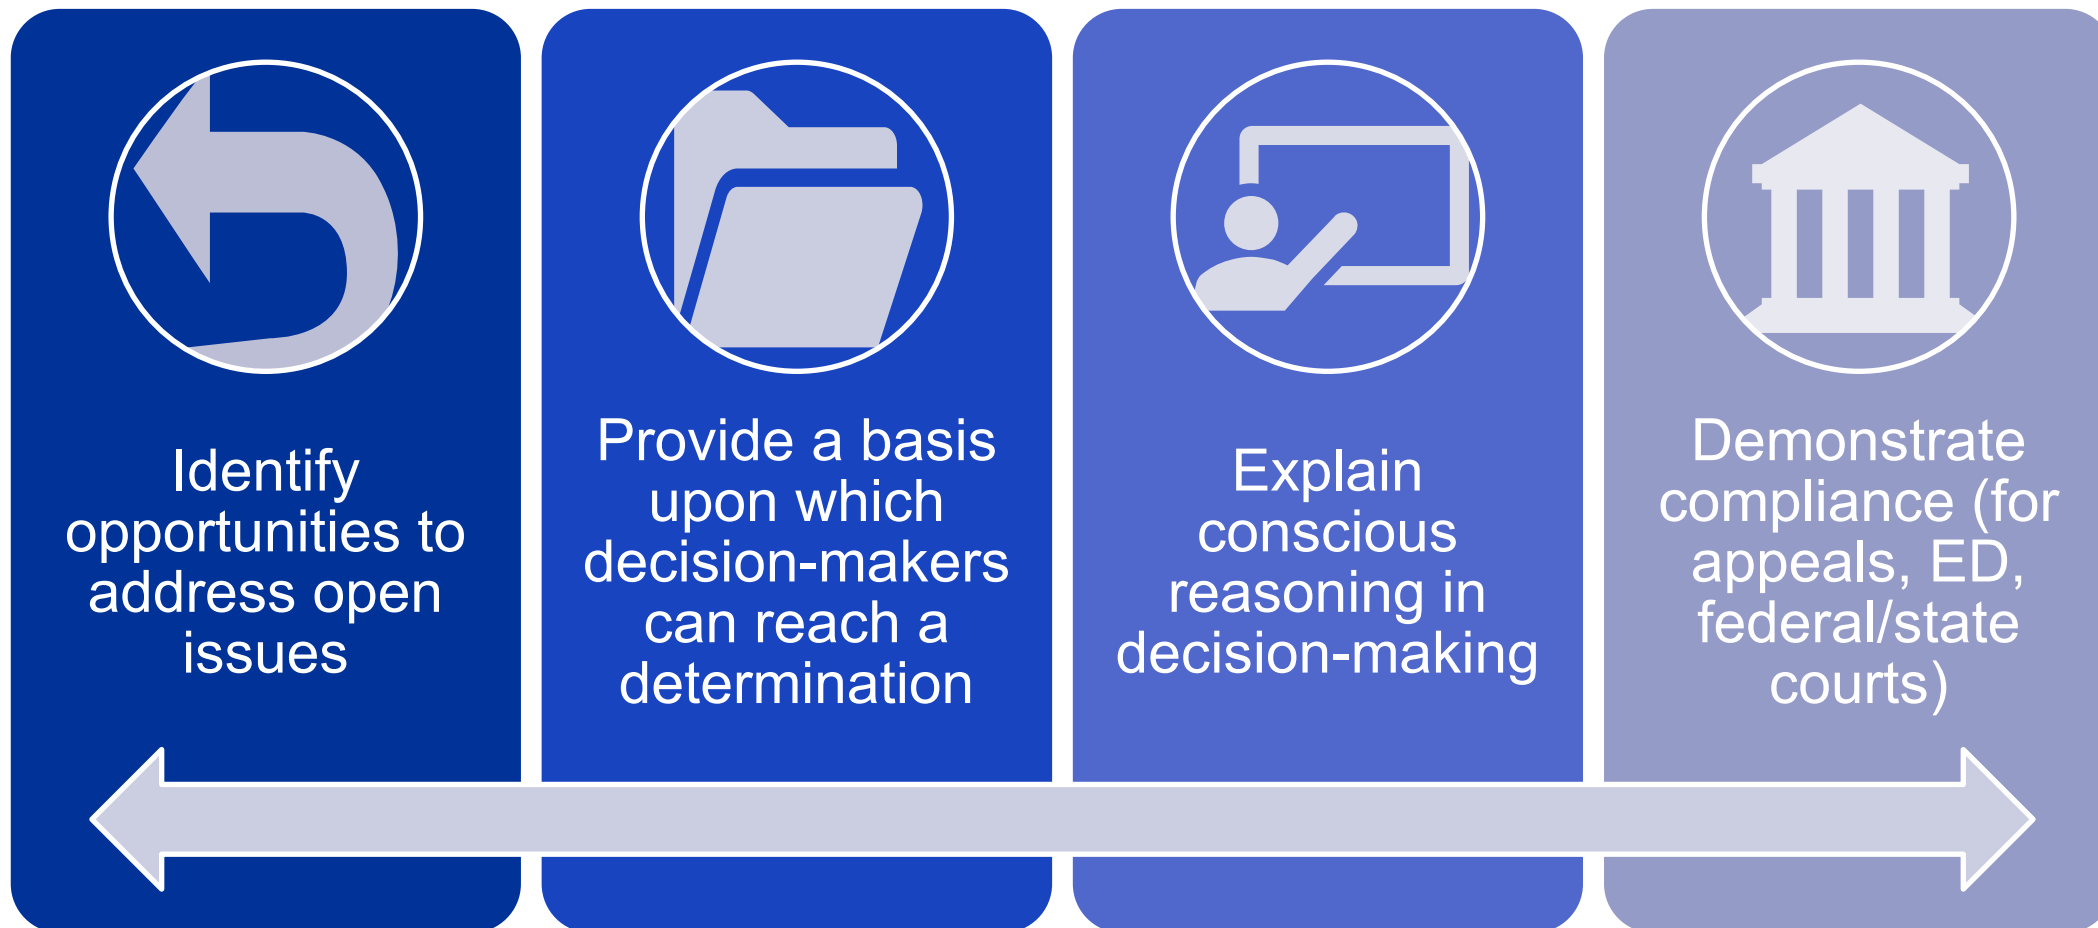 Identify
opportunities to
address open
issues
Provide a basis
upon which
decision-makers
can reach a
determination
Explain
conscious
reasoning in
decision-making
Demonstrate
compliance (for
appeals, ED,
federal/state
courts)